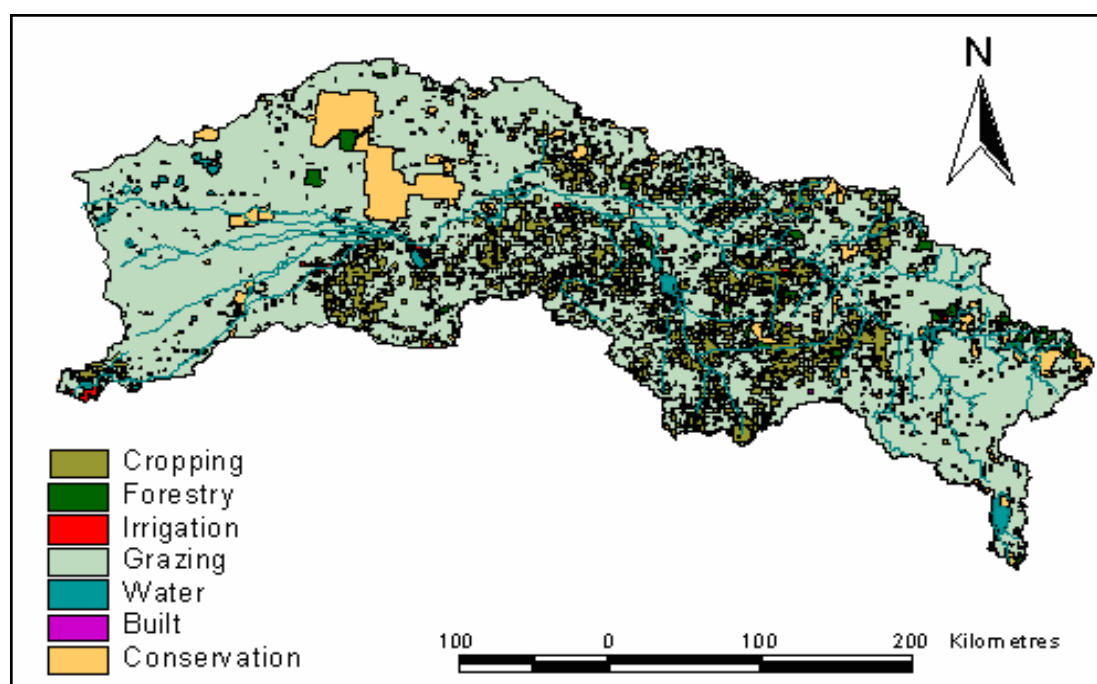 N
Cropping
Forestry
Irrigation
Grazing
Water
Built
Conservation
100 0 100 200 Kilometres